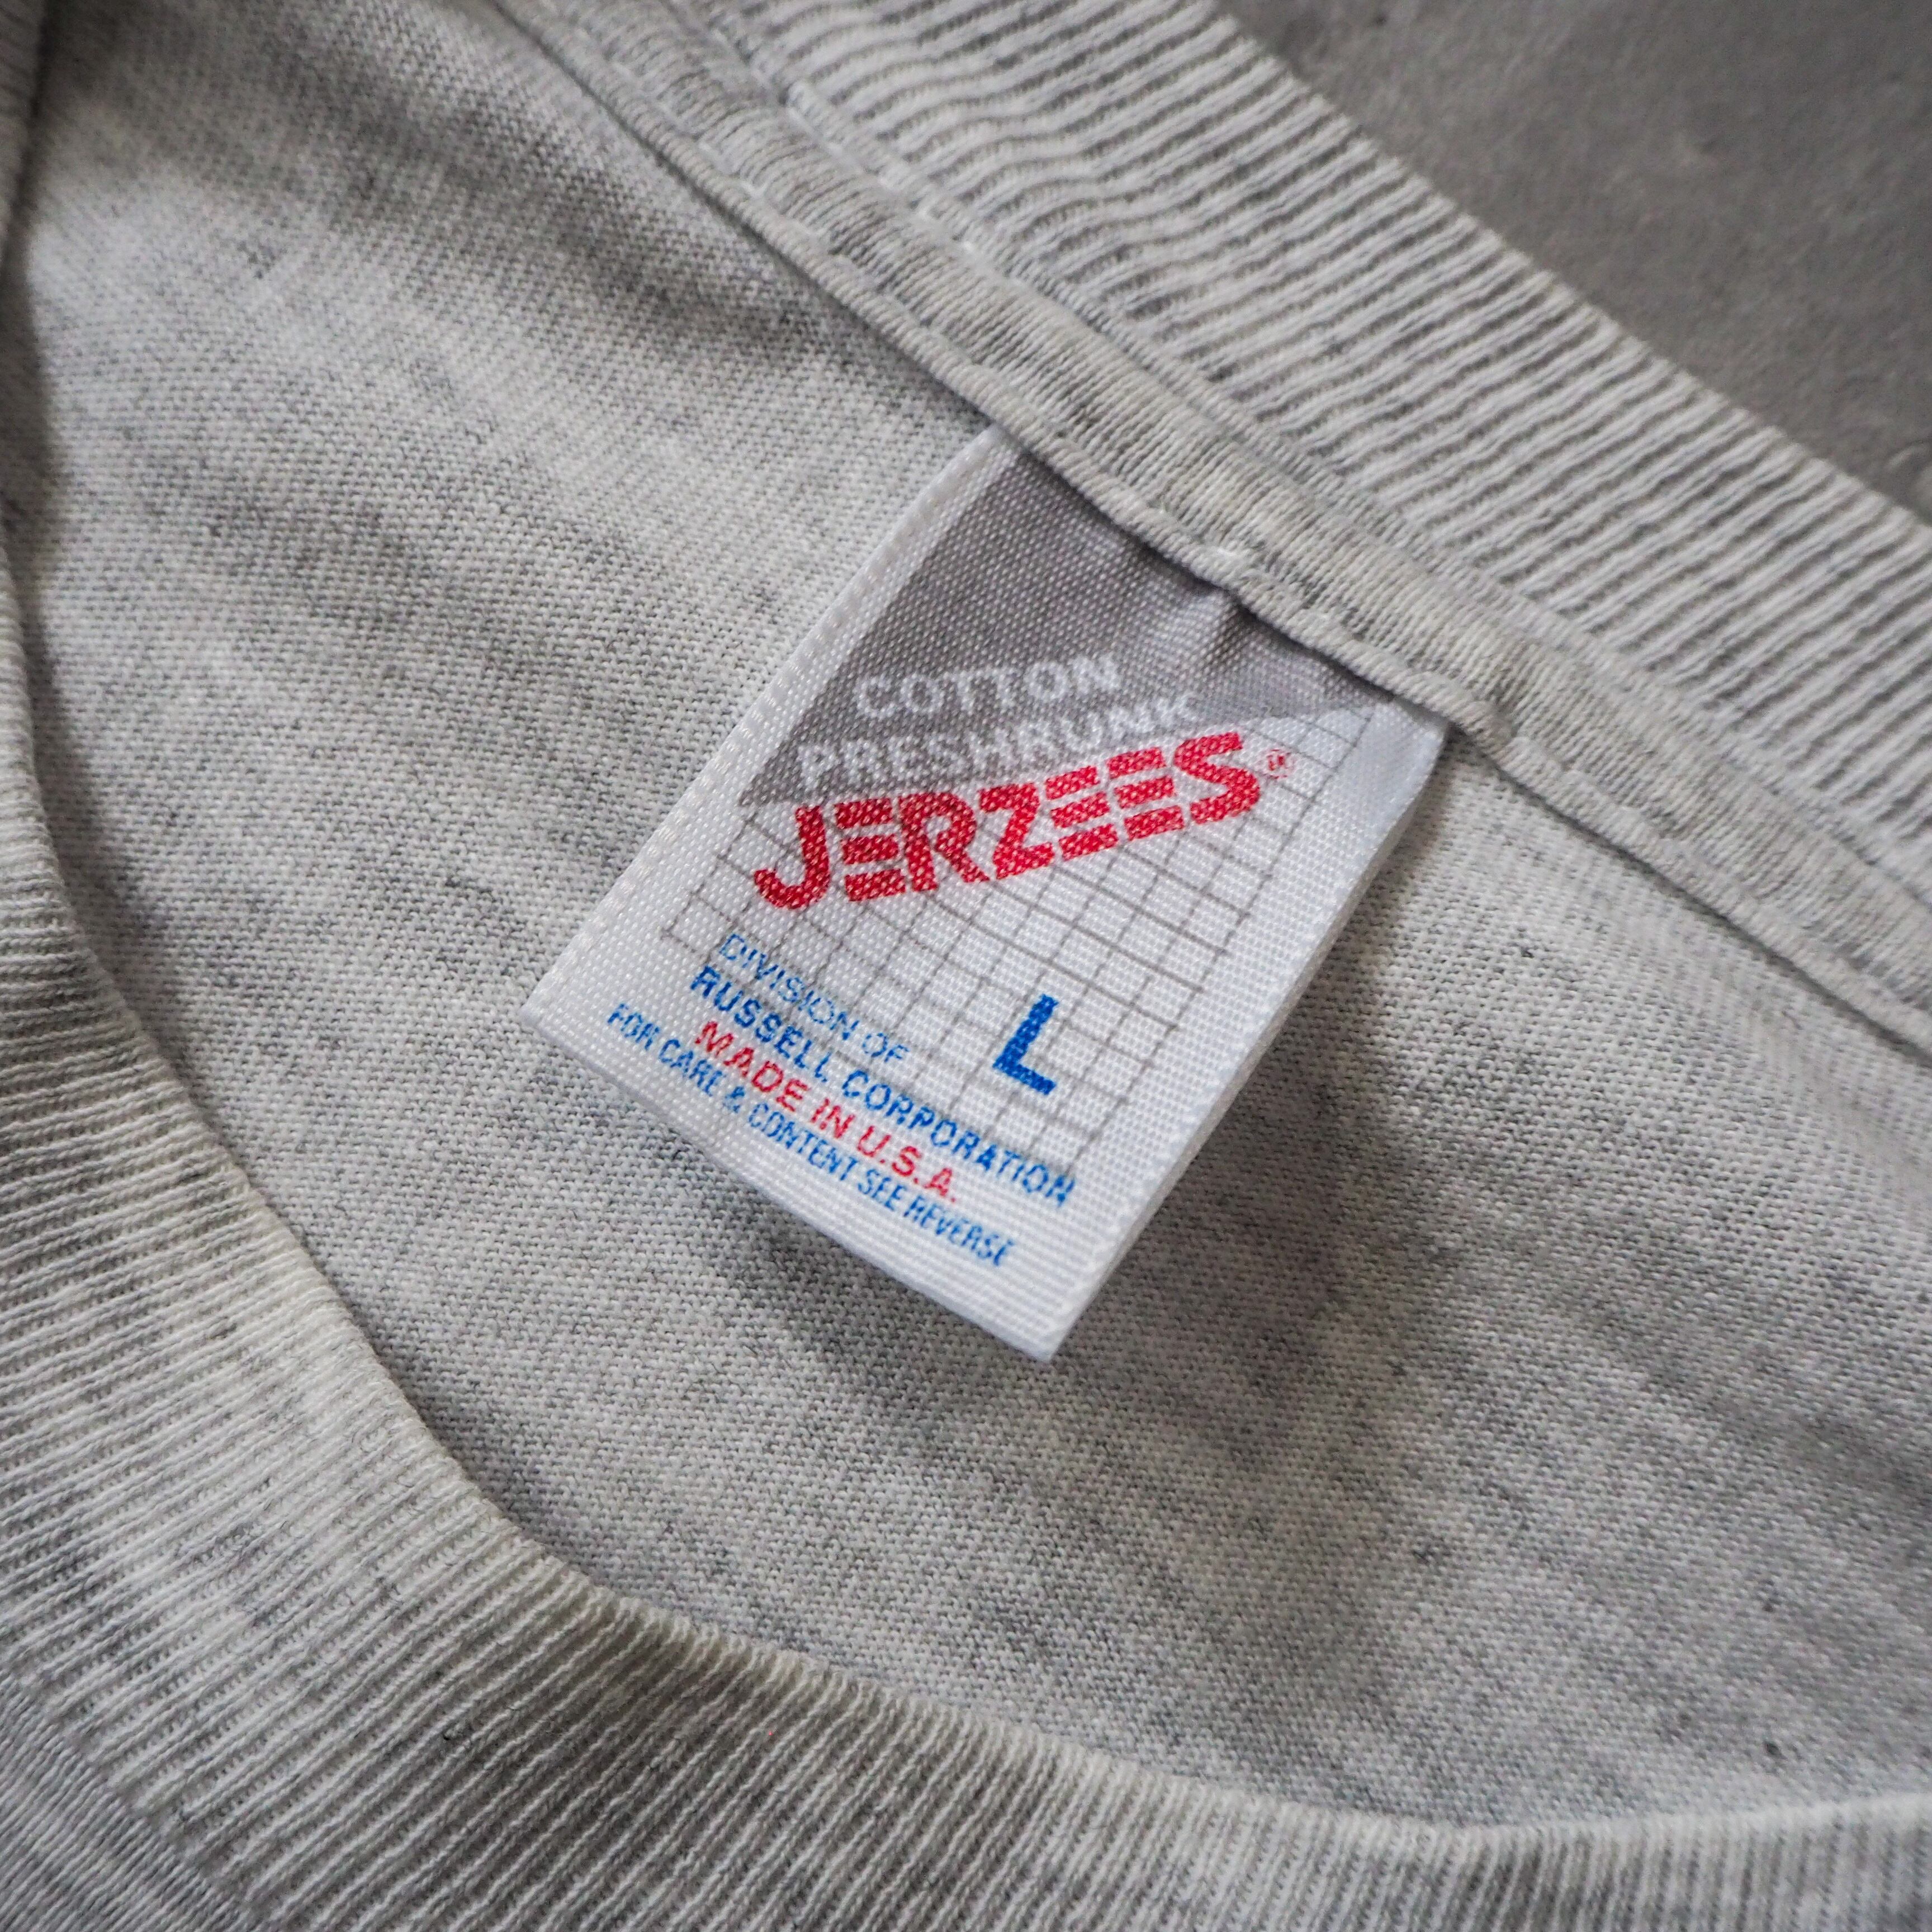 COTTON
PRESHRUNK
JERZEES®
DIVISION OF
RUSSELL CORPORATION
L
MADE IN U.S.A.
FOR CARE & CONTENT SEE REVERSE